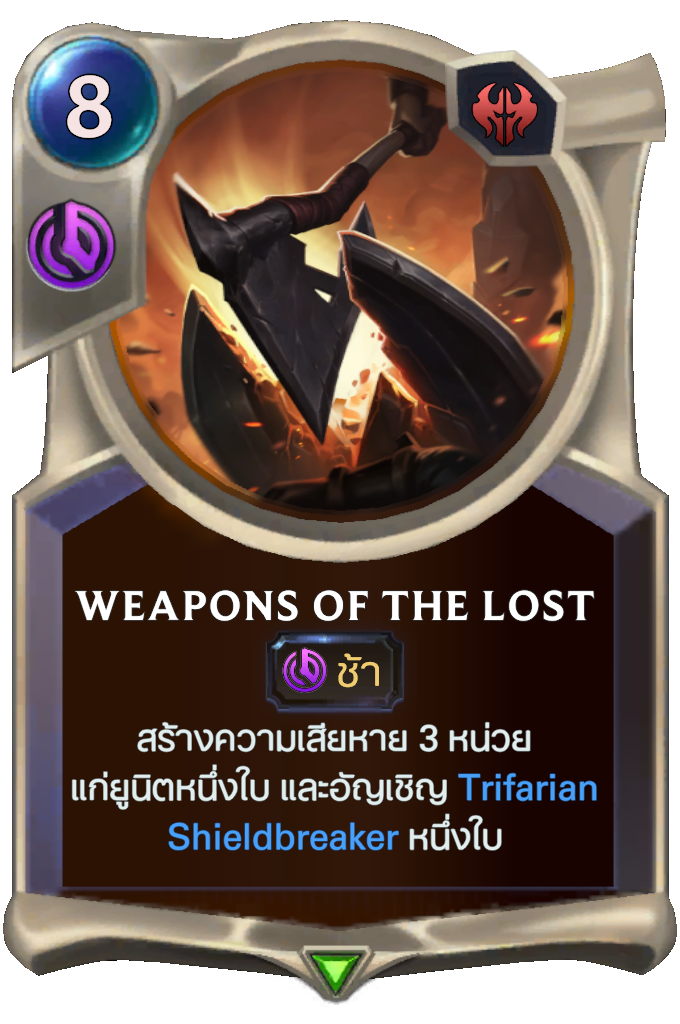 8
WEAPONS OF THE LOST
ช้า
สร้างความเสียหาย 3 หน่วย
แก่ยูนิตหนึ่งใบ และอัญเชิญ Trifarian
Shieldbreaker หนึ่งใบ